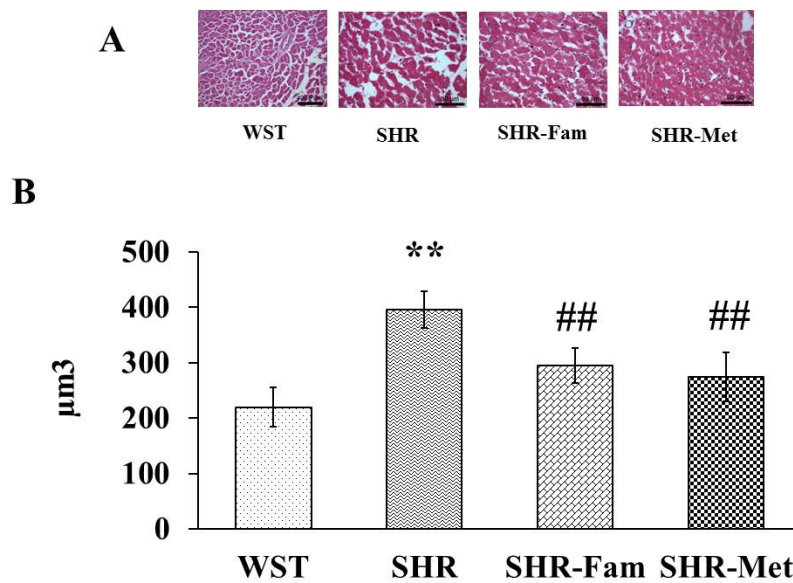 A
WST
SHR
SHR-Fam
SHR-Met
B
500
400
300
200
100
0
µm3
**
##
##
WST
SHR
SHR-Fam
SHR-Met